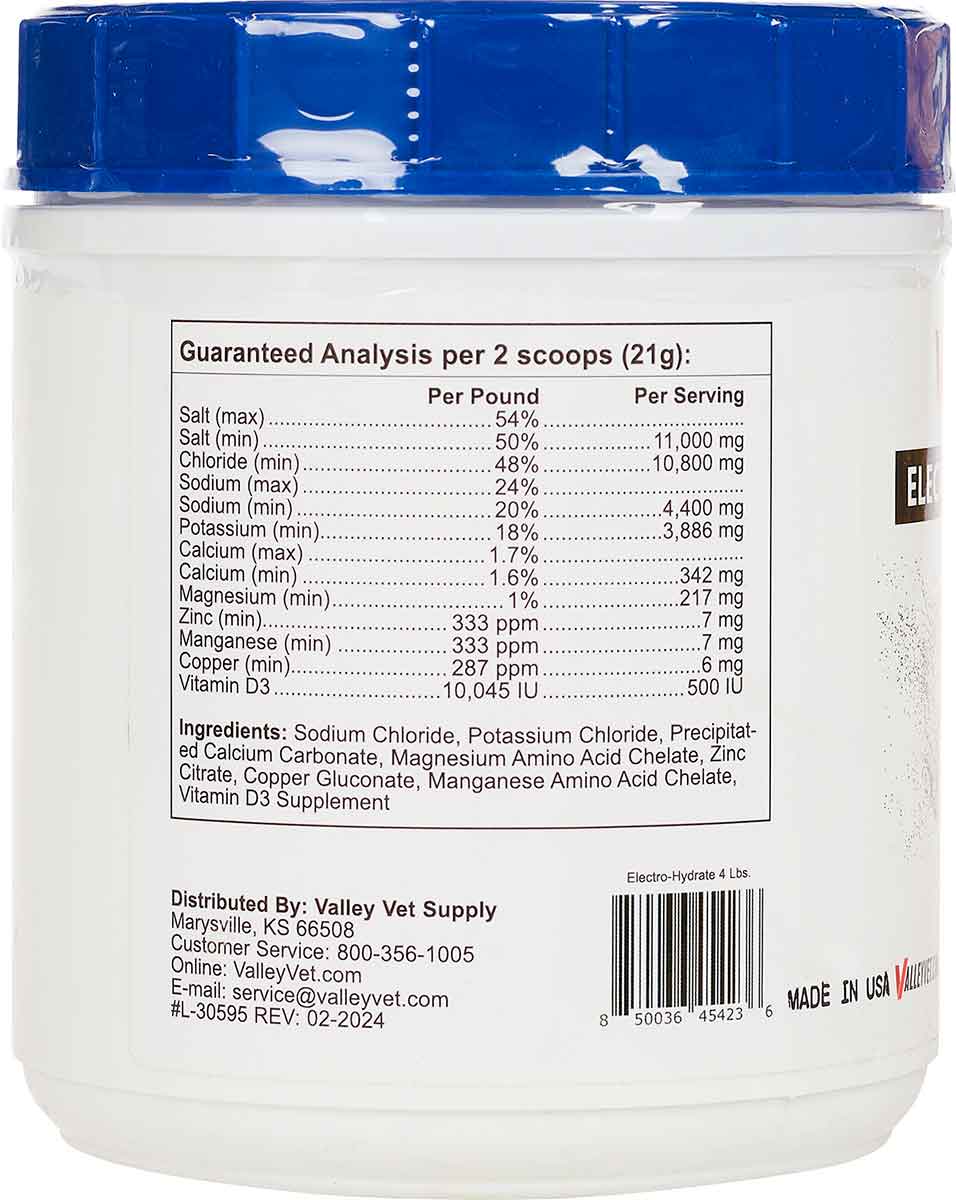 Guaranteed Analysis per 2 scoops (21g):
Per Pound Per Serving
Salt (max) 54%
Salt (min) 50% 11,000 mg
Chloride (min) 48% 10,800 mg
Sodium (max) 24%
Sodium (min) 20% 4,400 mg
Potassium (min) 18% 3,886 mg
Calcium (max) 1.7%
Calcium (min) 1.6% 342 mg
Magnesium (min) 1% 217 mg
Zinc (min) 333 ppm 7 mg
Manganese (min) 333 ppm 7 mg
Copper (min) 287 ppm 6 mg
Vitamin D3 10,045 IU 500 IU
Ingredients: Sodium Chloride, Potassium Chloride, Precipitat-
ed Calcium Carbonate, Magnesium Amino Acid Chelate, Zinc
Citrate, Copper Gluconate, Manganese Amino Acid Chelate,
Vitamin D3 Supplement
ELEC
Distributed By: Valley Vet Supply
Marysville, KS 66508
Customer Service: 800-356-1005
Online: ValleyVet.com
E-mail: service@valleyvet.com
#L-30595 REV: 02-2024
Electro-Hydrate 4 Lbs.
8 50036 45423 6
MADE IN USA